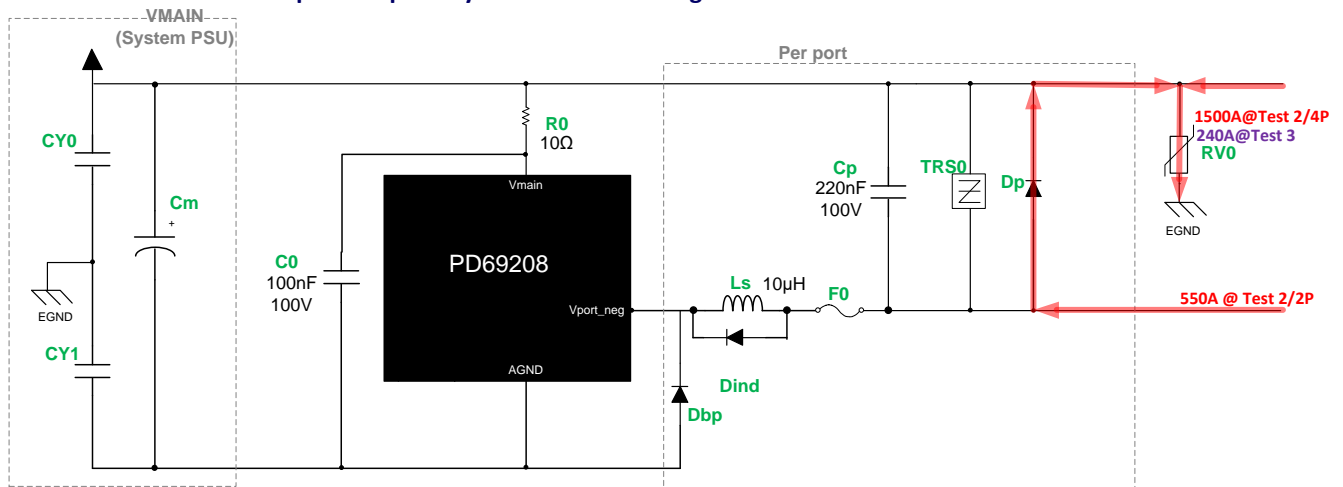 VMAIN
(System PSU)
Per port
CY0
Cm
+
R0
10Ω
Vmain
PD69208
Vport_neg
AGND
C0
100nF
100V
EGND
CY1
Ls
10µH
F0
Dind
Dbp
Cp
220nF
100V
TRS0
Dp
1500A@Test 2/4P
240A@Test 3
RV0
EGND
550A @ Test 2/2P